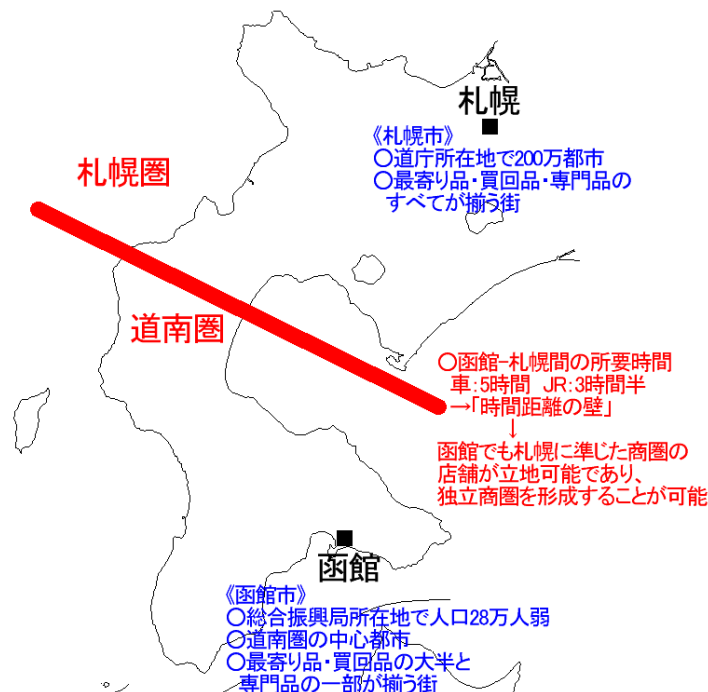 札幌
《札幌市》
○道庁所在地で200万都市
○最寄り品・買回品・専門品の
すべてが揃う街
札幌圏
道南圏
○函館-札幌間の所要時間
車:5時間 JR:3時間半
→「時間距離の壁」
↓
函館でも札幌に準じた商圏の
店舗が立地可能であり、
独立商圏を形成することが可能
函館
《函館市》
○総合振興局所在地で人口28万人弱
○道南圏の中心都市
○最寄り品・買回品の大半と
専門品の一部が揃う街